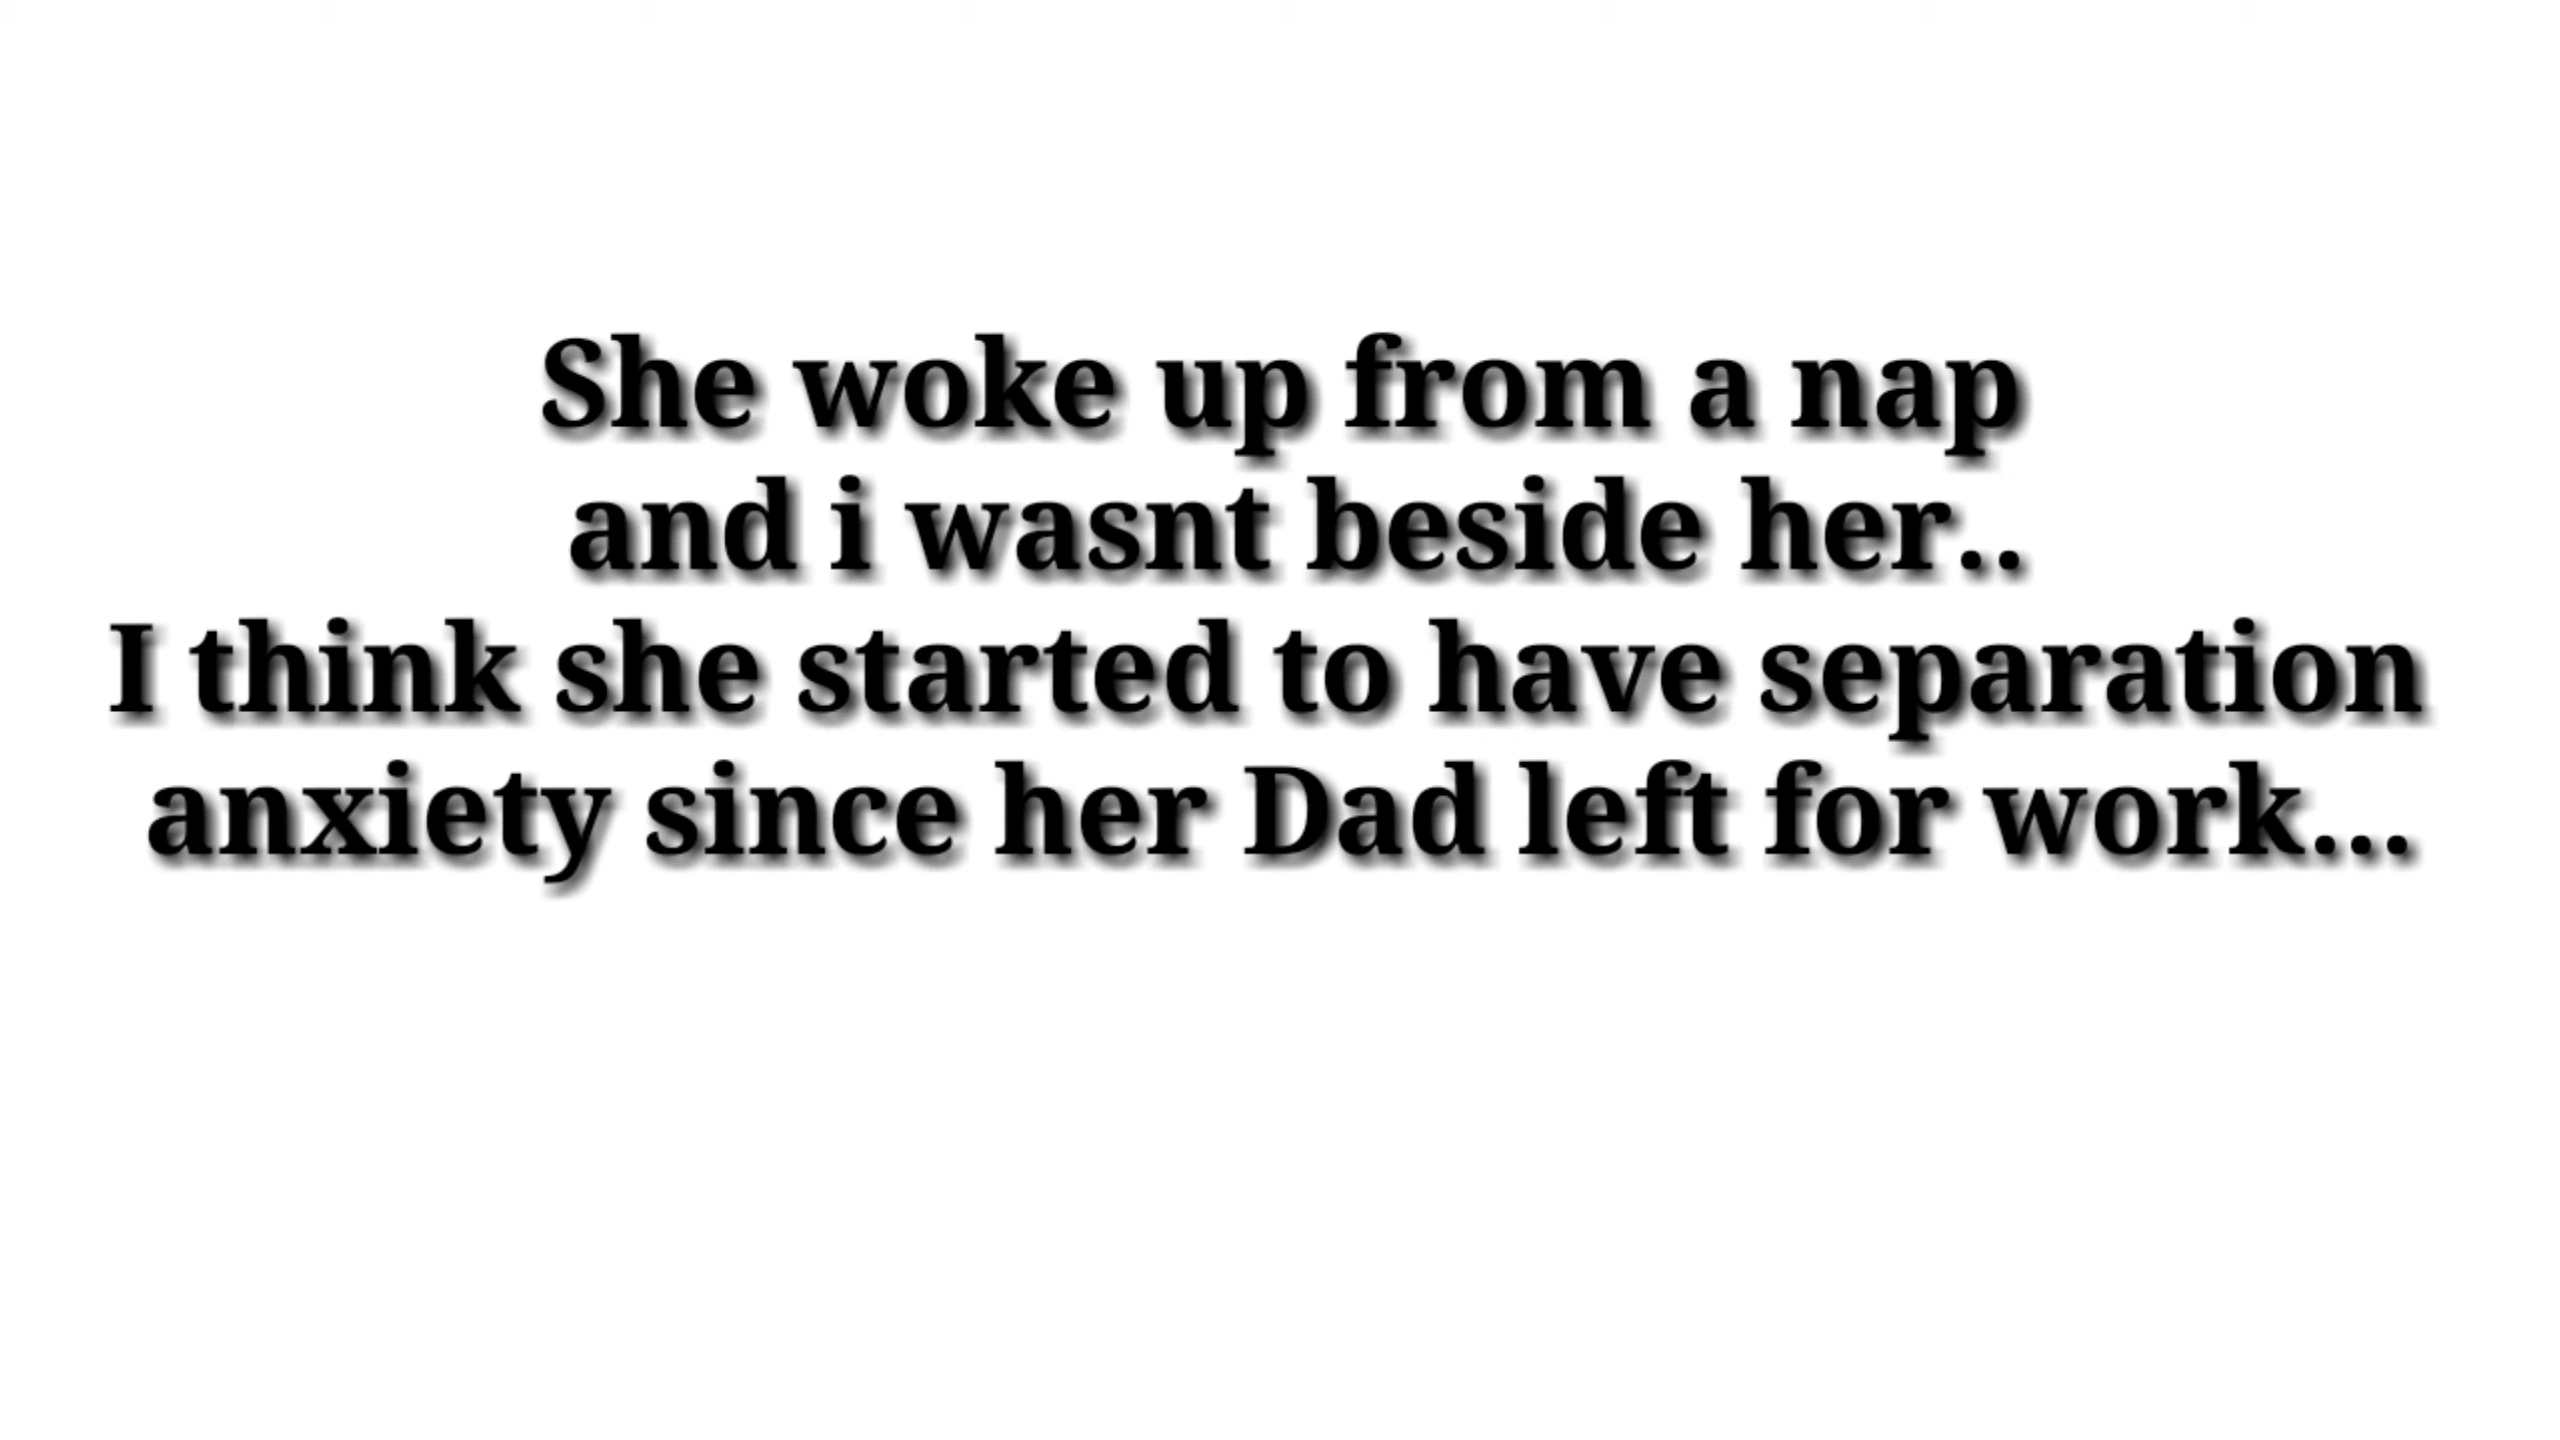 She woke up from a nap
and i wasnt beside her..
I think she started to have separation
anxiety since her Dad left for work...